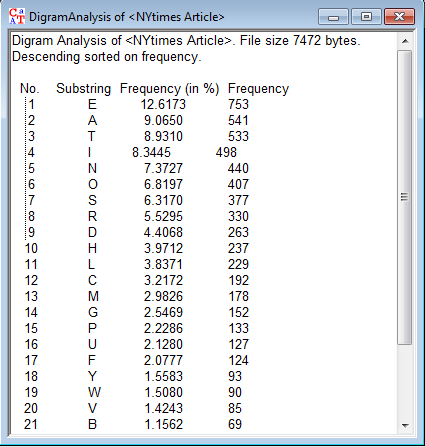 DigramAnalysis of <NYtimes Article>
Digram Analysis of <NYtimes Article>. File size 7472 bytes.
Descending sorted on frequency.
No. Substring Frequency (in %) Frequency
1 E 12.6173 753
2 A 9.0650 541
3 T 8.9310 533
4 I 8.3445 498
5 N 7.3727 440
6 O 6.8197 407
7 S 6.3170 377
8 R 5.5295 330
9 D 4.4068 263
10 H 3.9712 237
11 L 3.8371 229
12 C 3.2172 192
13 M 2.9826 178
14 G 2.5469 152
15 P 2.2286 133
16 U 2.1280 127
17 F 2.0777 124
18 Y 1.5583 93
19 W 1.5080 90
20 V 1.4243 85
21 B 1.1562 69